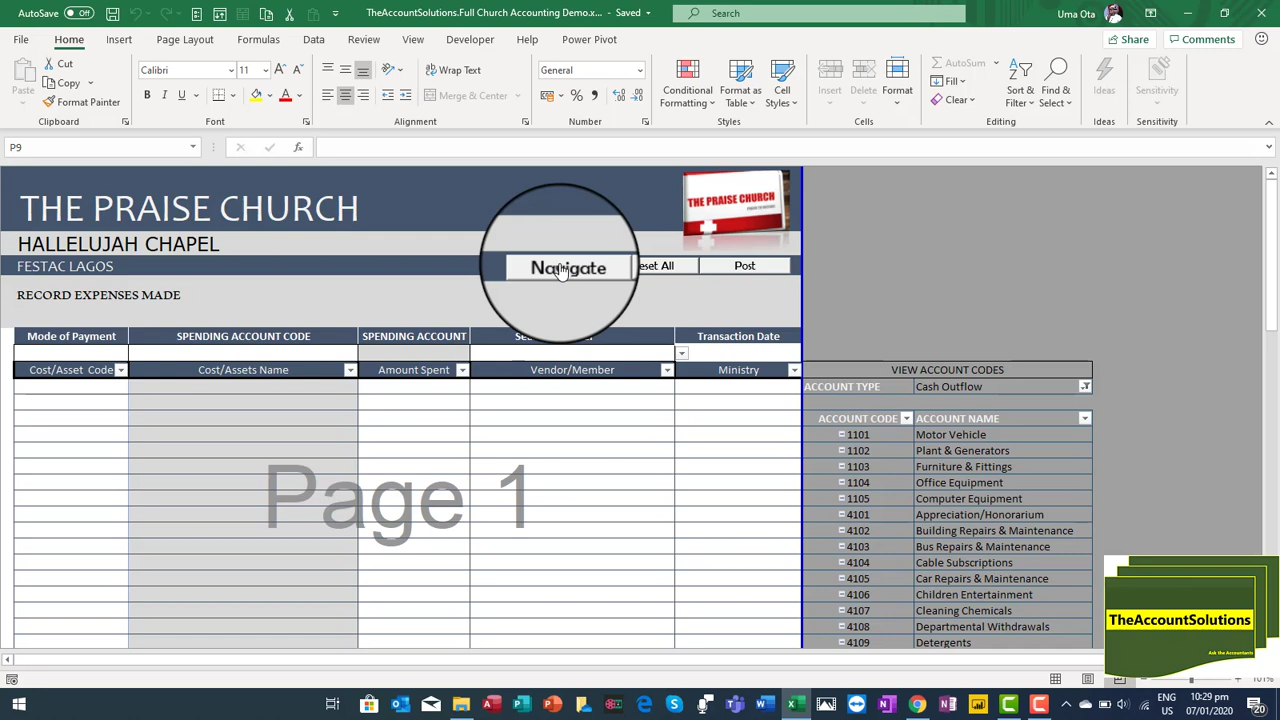 AutoSave Off
TheAccountSolutions.Full Church Accounting Demo.x... - Saved
Search
Uma Ota
File Home Insert Page Layout Formulas Data Review View Developer Help Power Pivot
Share Comments
Paste
Cut
Copy
Format Painter
Clipboard
Calibri 11
B I U
Font
Wrap Text
Merge & Center
Alignment
General
%
Number
Conditional Formatting
Format as Table
Cell Styles
Styles
Insert Delete Format
Cells
AutoSum
Fill
Clear
Sort & Filter
Find & Select
Editing
Ideas
Ideas
Sensitivity
Sensitivity
P9
fx
THE PRAISE CHURCH
THE PRAISE CHURCH
HALLELUJAH CHAPEL
FESTAC LAGOS
Navigate
eset All
Post
RECORD EXPENSES MADE
Mode of Payment SPENDING ACCOUNT CODE SPENDING ACCOUNT Transaction Date
Cost/Asset Code Cost/Assets Name Amount Spent Vendor/Member Ministry
Page 1
VIEW ACCOUNT CODES
ACCOUNT TYPE Cash Outflow
ACCOUNT CODE ACCOUNT NAME
1101 Motor Vehicle
1102 Plant & Generators
1103 Furniture & Fittings
1104 Office Equipment
1105 Computer Equipment
4101 Appreciation/Honorarium
4102 Building Repairs & Maintenance
4103 Bus Repairs & Maintenance
4104 Cable Subscriptions
4105 Car Repairs & Maintenance
4106 Children Entertainment
4107 Cleaning Chemicals
4108 Departmental Withdrawals
4109 Detergents
TheAccountSolutions
Ask the Accountants
101%
ENG
US
10:29 pm
07/01/2020
20